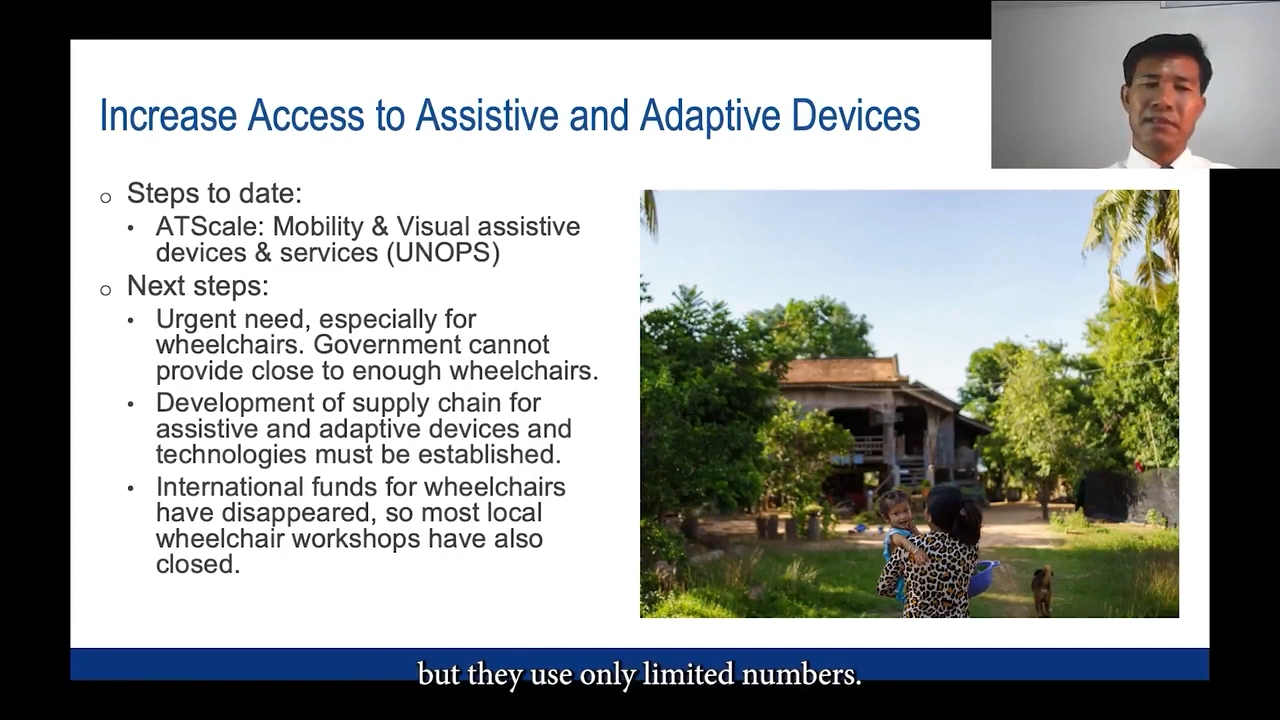 Increase Access to Assistive and Adaptive Devices
Steps to date:
ATScale: Mobility & Visual assistive
devices & services (UNOPS)
Next steps:
Urgent need, especially for
wheelchairs. Government cannot
provide close to enough wheelchairs.
Development of supply chain for
assistive and adaptive devices and
technologies must be established.
International funds for wheelchairs
have disappeared, so most local
wheelchair workshops have also
closed.
but they use only limited numbers.